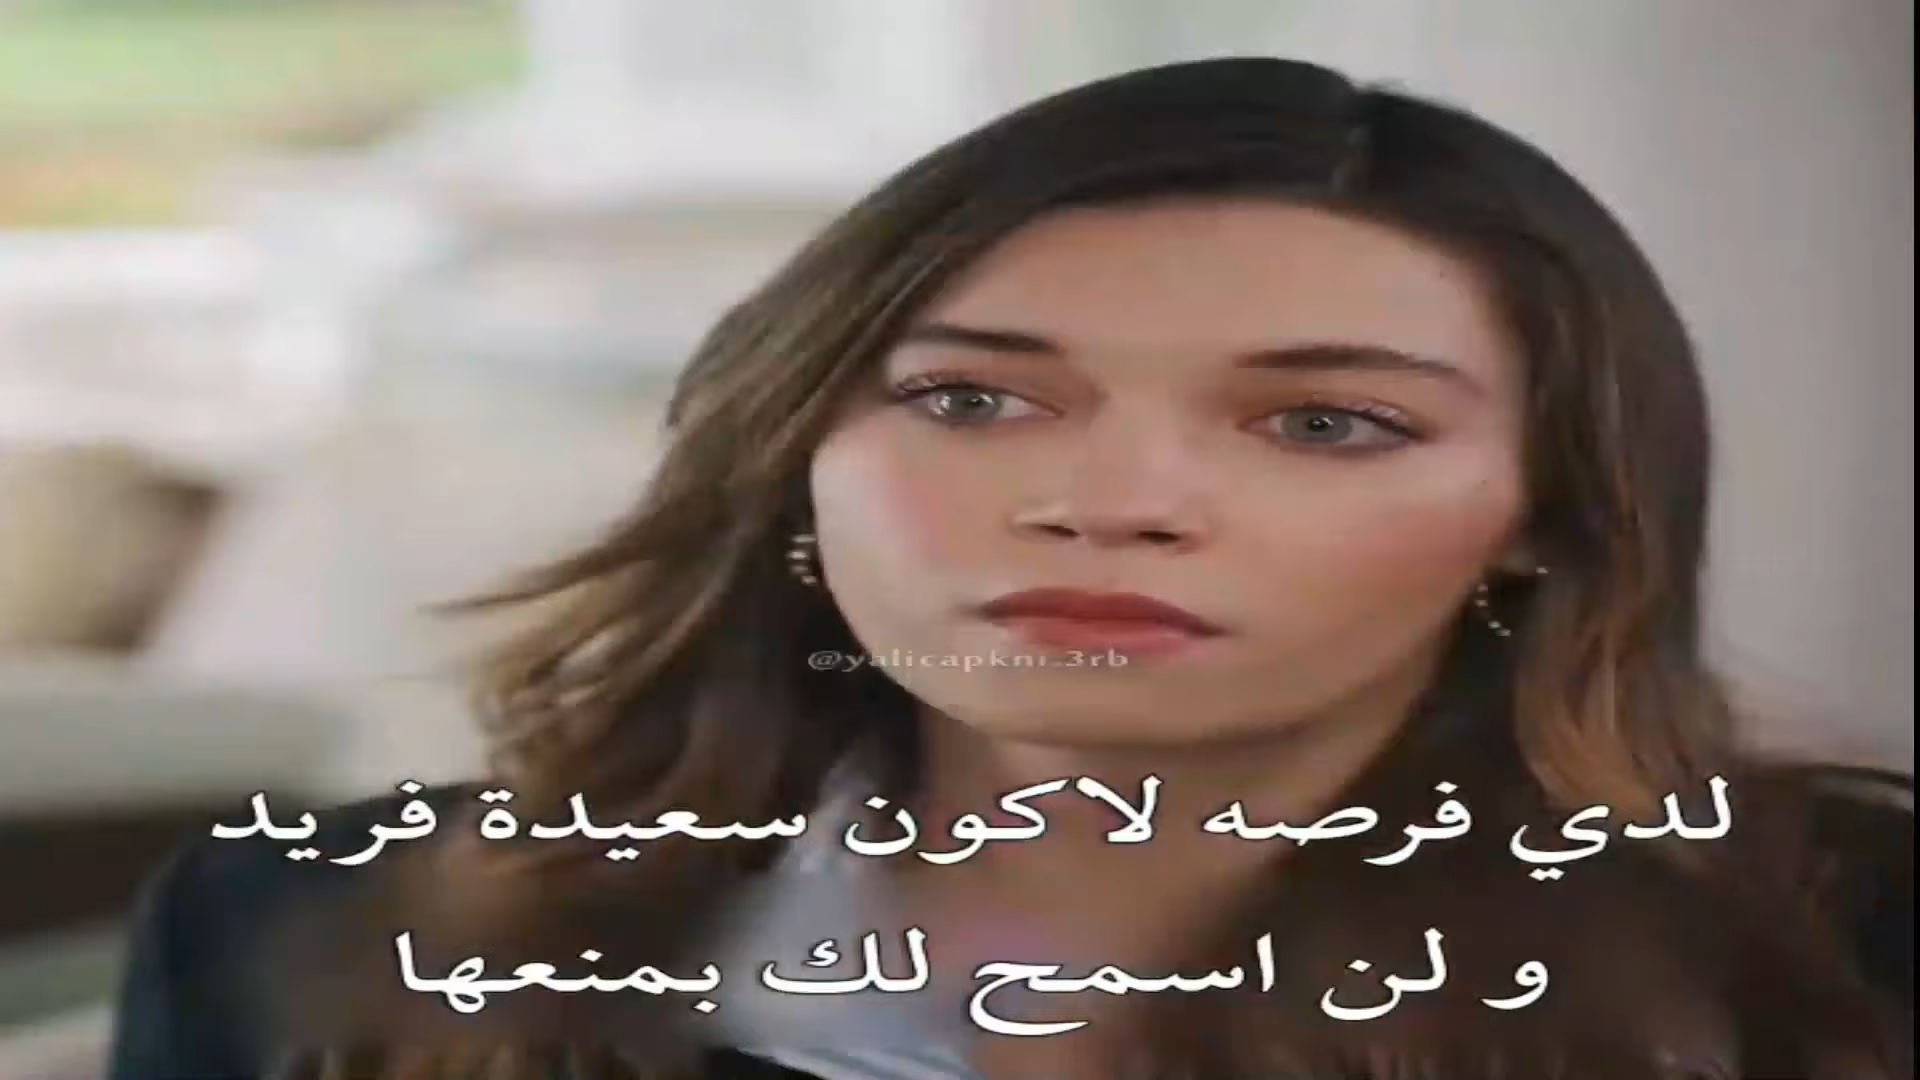 @yalicapkni.3rb
لدي فرصه لاكون سعيدة فريد
و لن اسمح لك بمنعها